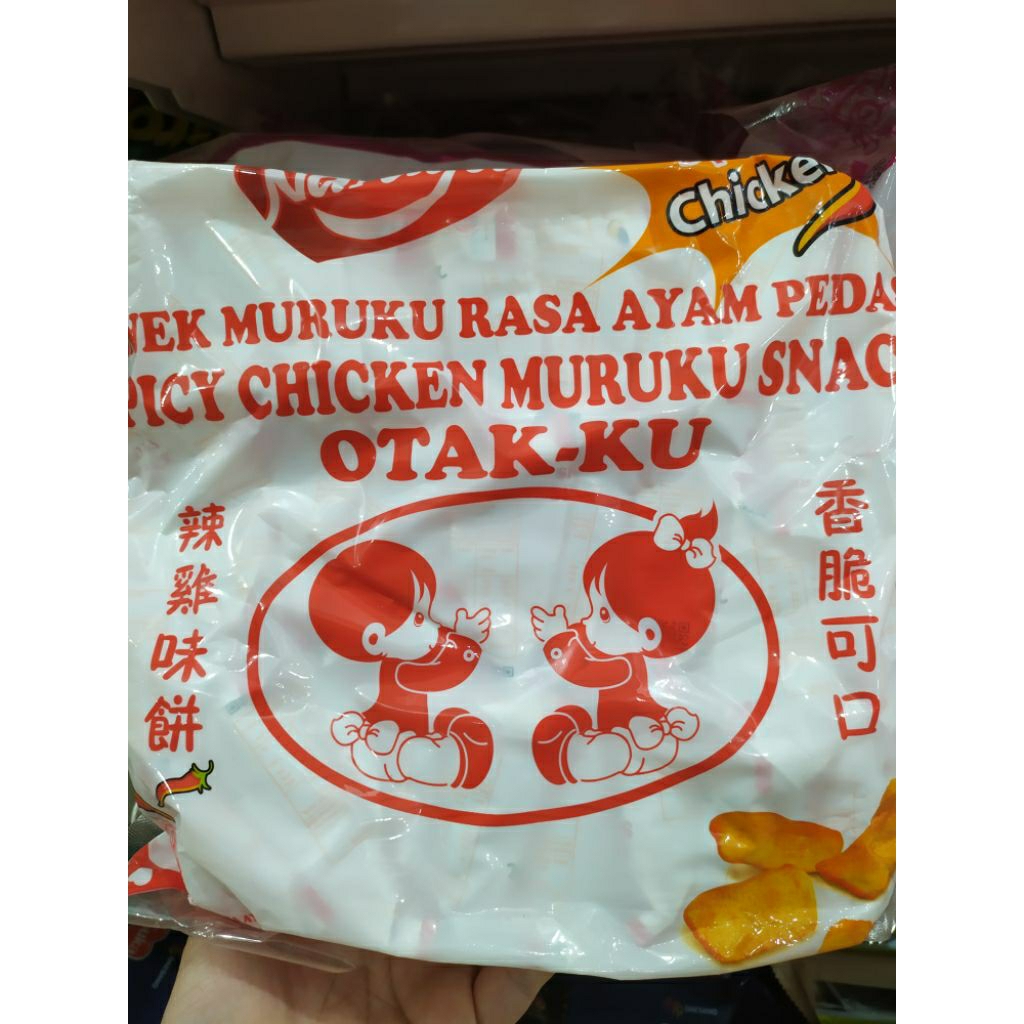 Chicken
NEK MURUKU RASA AYAM PEDAS
PICY CHICKEN MURUKU SNAC
OTAK-KU
辣雞味餅
香脆可口